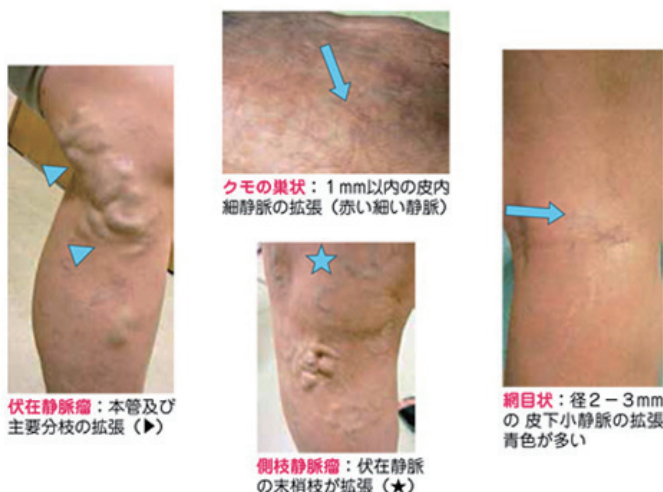 クモの巣状：1mm以内の皮内
細静脈の拡張（赤い細い静脈）
伏在静脈瘤：本管及び
主要分枝の拡張（▶）
側枝静脈瘤：伏在静脈
の末梢枝が拡張（★）
網目状：径2－3mm
の 皮下小静脈の拡張
青色が多い